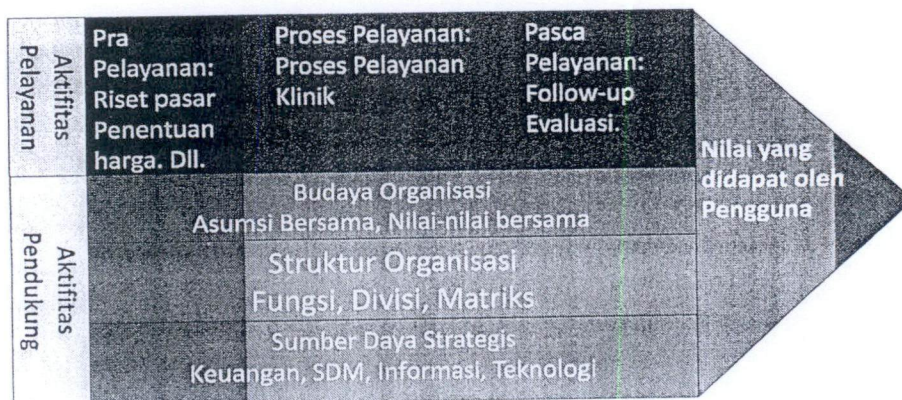 Aktifitas
Pelayanan
Pra
Pelayanan:
Riset pasar
Penentuan
harga. Dll.
Proses Pelayanan:
Proses Pelayanan
Klinik
Pasca
Pelayanan:
Follow-up
Evaluasi.
Aktifitas
Pendukung
Budaya Organisasi
Asumsi Bersama, Nilai-nilai bersama
Struktur Organisasi
Fungsi, Divisi, Matriks
Sumber Daya Strategis
Keuangan, SDM, Informasi, Teknologi
Nilai yang
didapat oleh
Pengguna